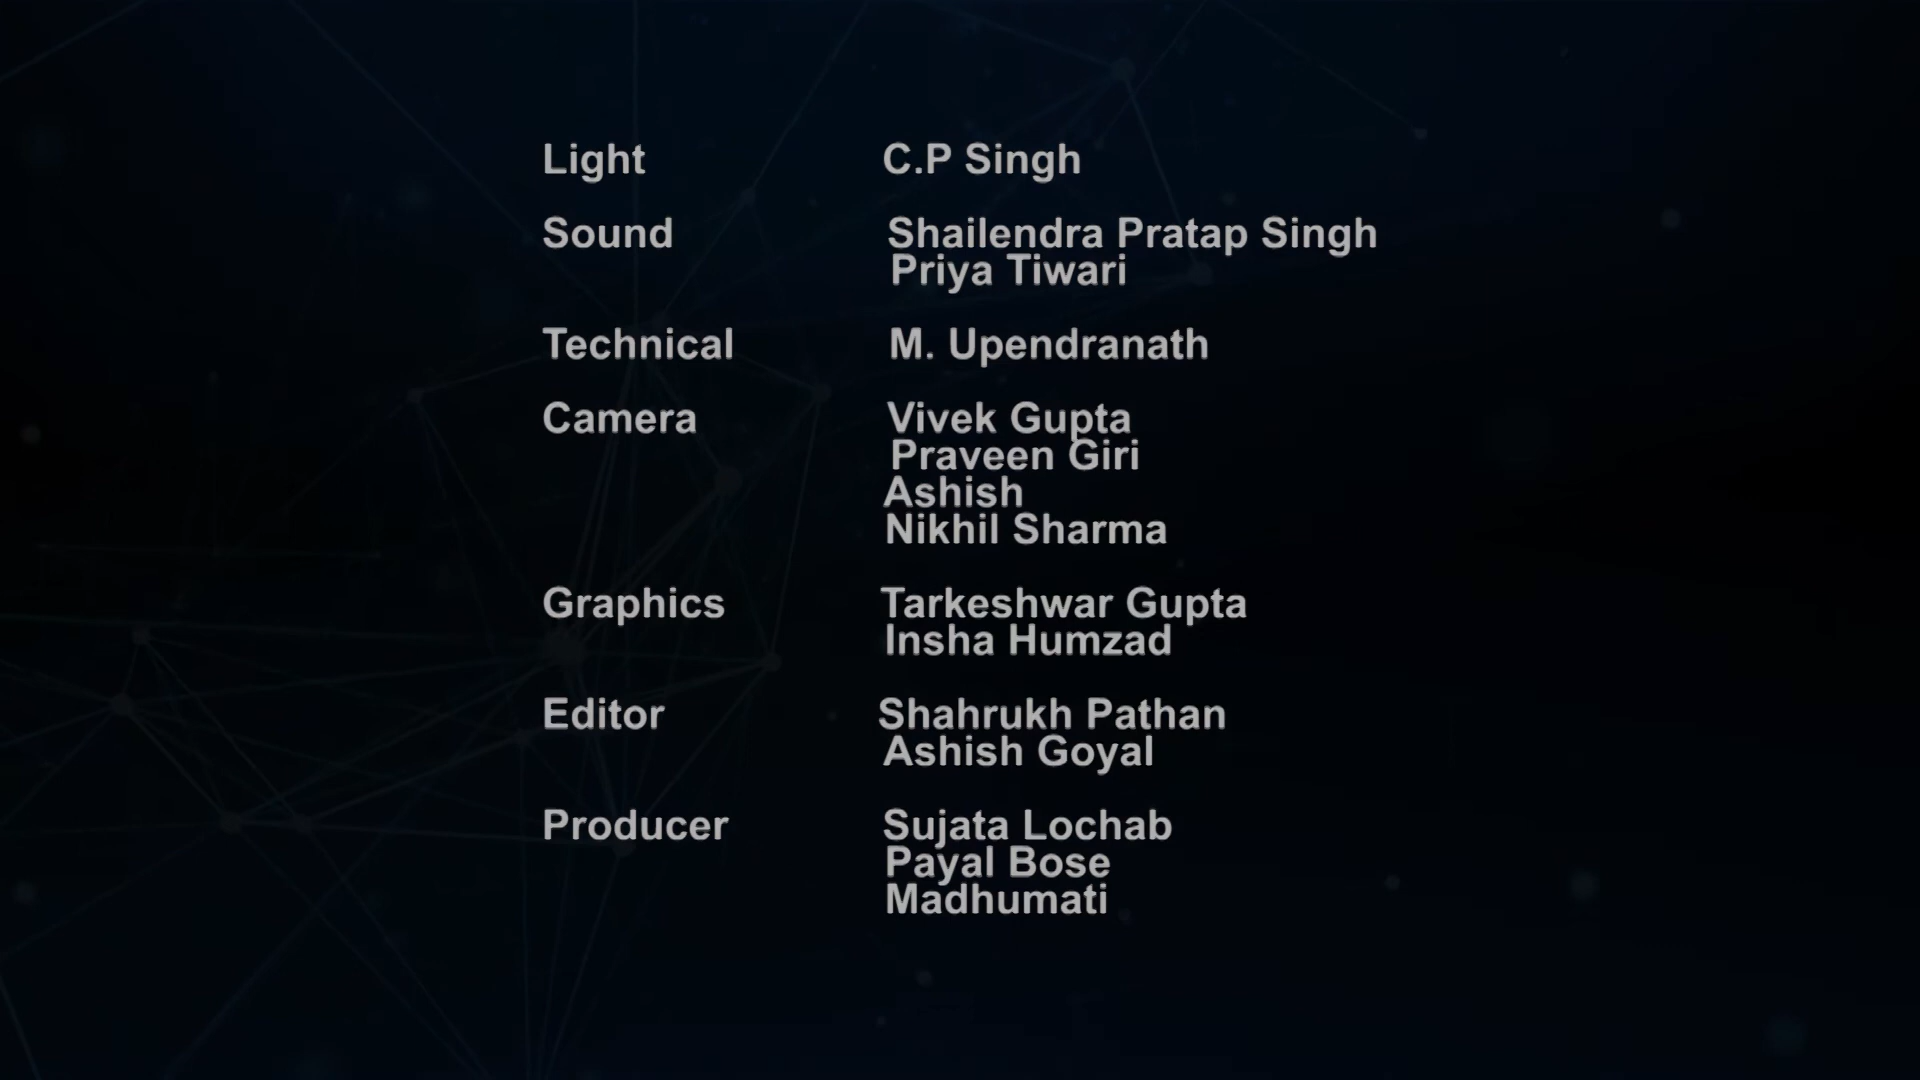 Light C.P Singh
Sound Shailendra Pratap Singh
Priya Tiwari
Technical M. Upendranath
Camera Vivek Gupta
Praveen Giri
Ashish
Nikhil Sharma
Graphics Tarkeshwar Gupta
Insha Humzad
Editor Shahrukh Pathan
Ashish Goyal
Producer Sujata Lochab
Payal Bose
Madhumati